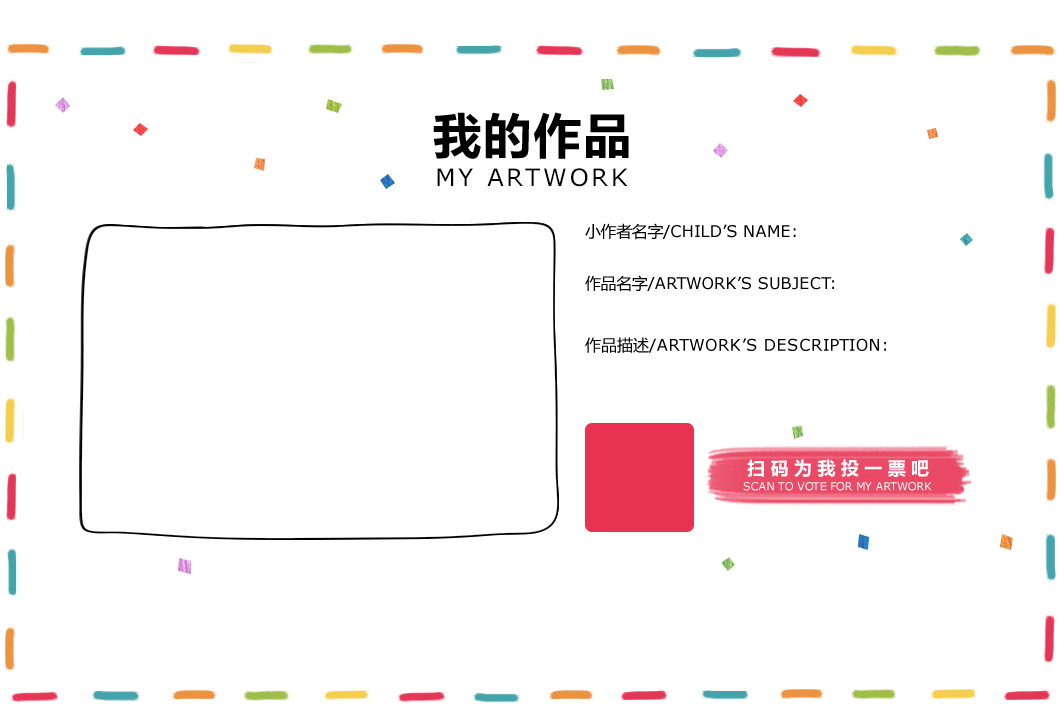 我的作品
MY ARTWORK
小作者名字/CHILD’S NAME:
作品名字/ARTWORK’S SUBJECT:
作品描述/ARTWORK’S DESCRIPTION:
扫码为我投一票吧
SCAN TO VOTE FOR MY ARTWORK